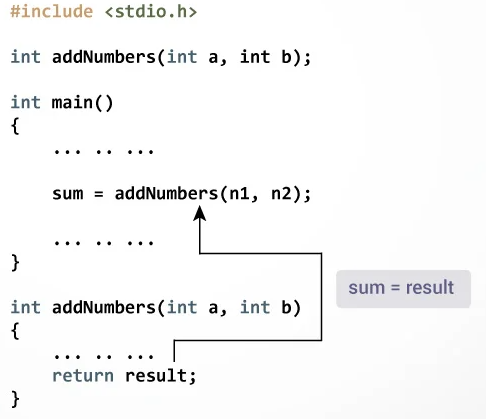 #include <stdio.h>
int addNumbers(int a, int b);
int main()
{
... .. ...
sum = addNumbers(n1, n2);
... .. ...
}
sum = result
int addNumbers(int a, int b)
{
... .. ...
return result;
}